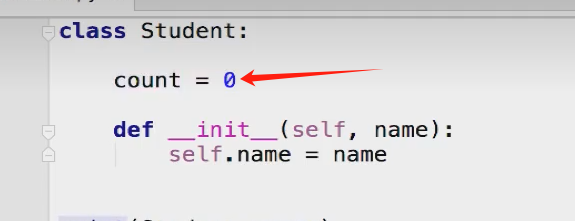 class Student:
count = 0
def __init__(self, name):
self.name = name